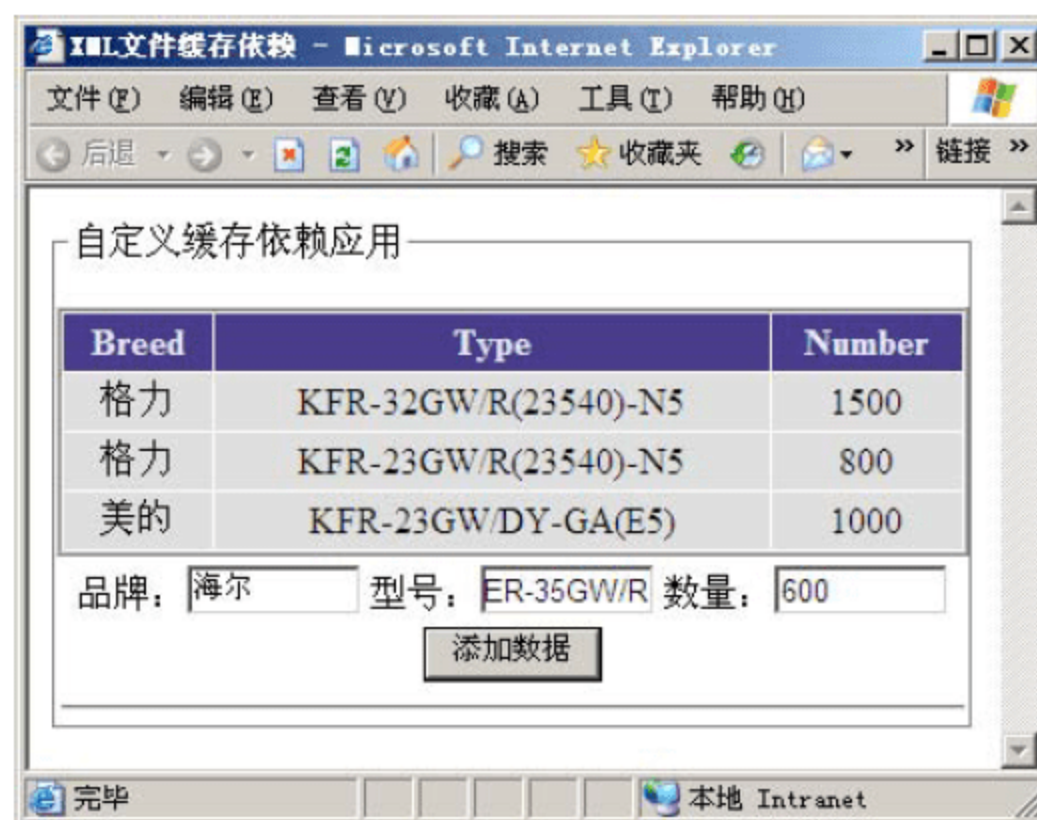 XML文件缓存依赖 - Microsoft Internet Explorer
文件(F) 编辑(E) 查看(V) 收藏(A) 工具(T) 帮助(H)
后退 搜索 收藏夹 » 链接 »
自定义缓存依赖应用
Breed Type Number
格力 KFR-32GW/R(23540)-N5 1500
格力 KFR-23GW/R(23540)-N5 800
美的 KFR-23GW/DY-GA(E5) 1000
品牌：海尔 型号：ER-35GW/R 数量：600
添加数据
完毕 本地 Intranet